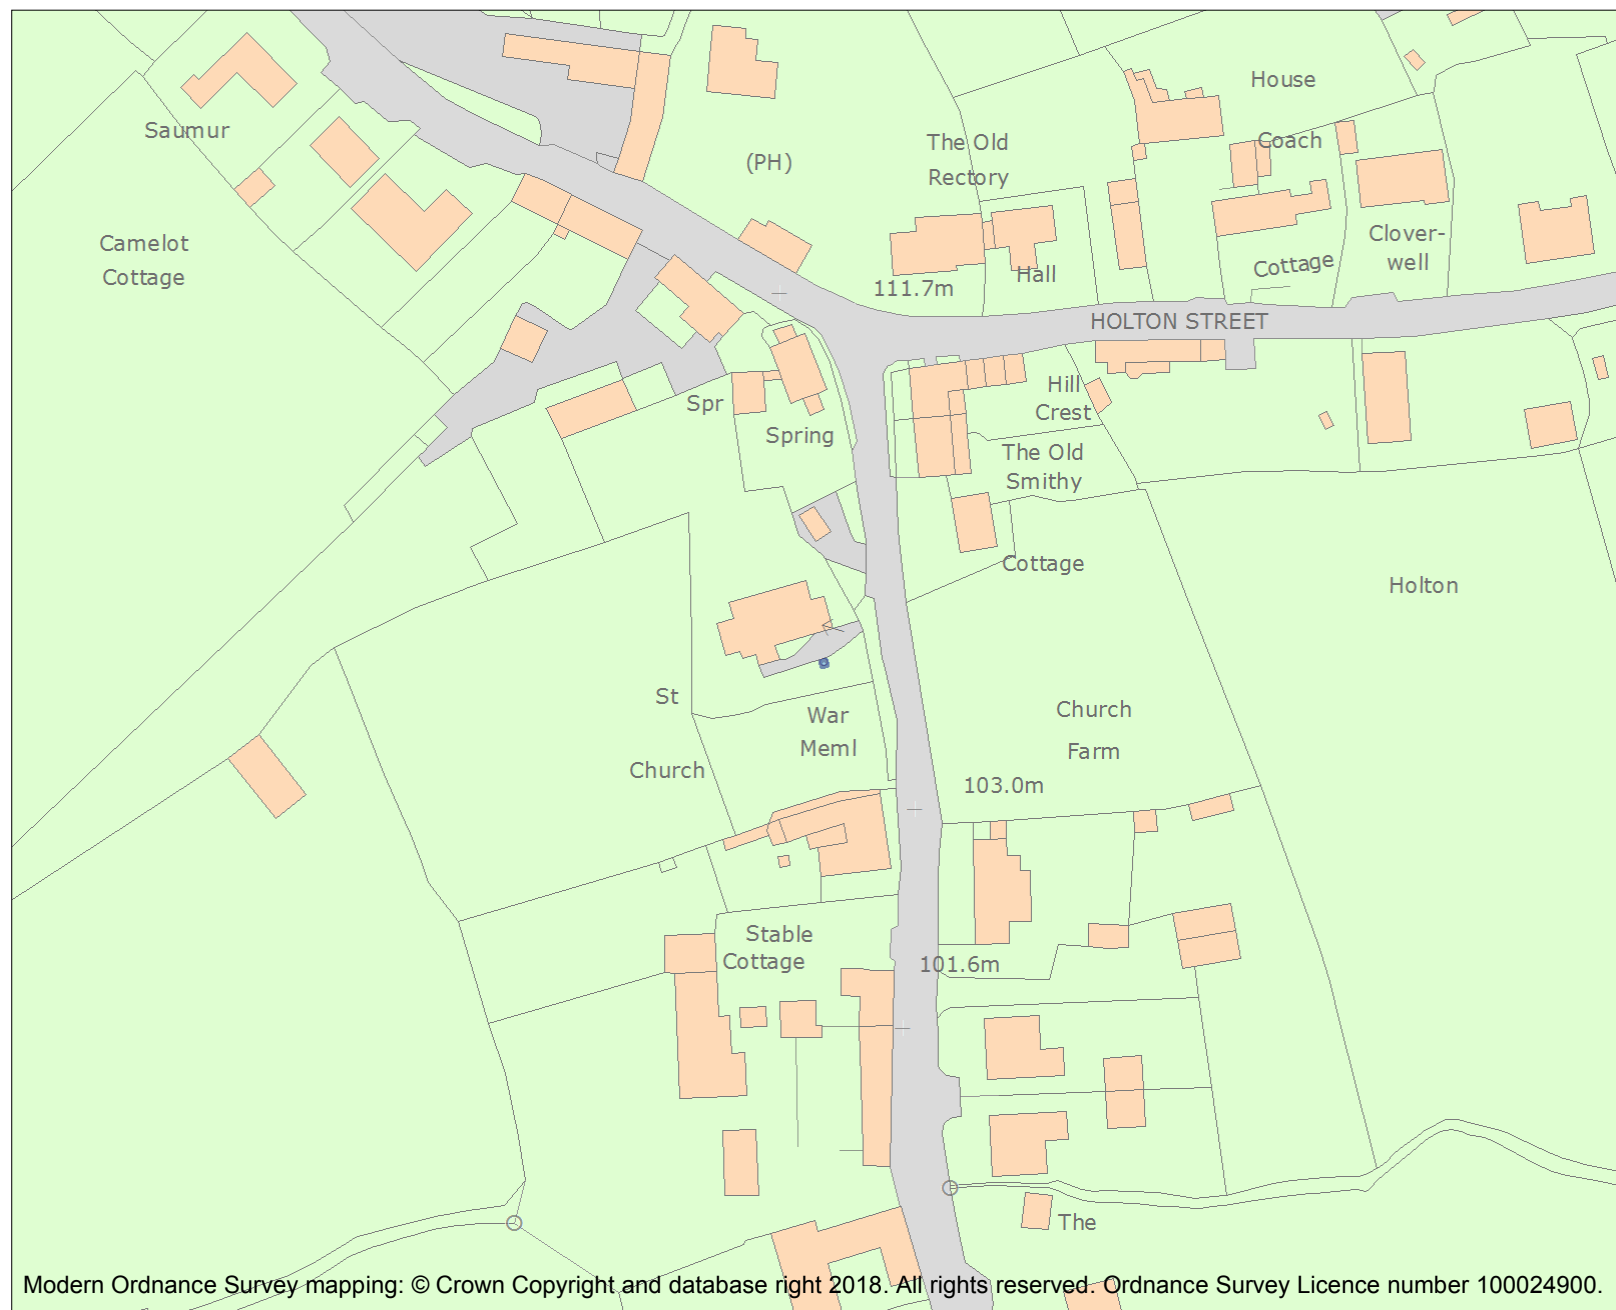 House
Saumur
Coach
The Old
Rectory
(PH)
Camelot
Cottage
Clover-
well
Cottage
Hall
111.7m
HOLTON STREET
Hill
Crest
Spr
Spring
The Old
Smithy
Cottage
Holton
St
War
Meml
Church
Farm
Church
103.0m
Stable
Cottage
101.6m
The
Modern Ordnance Survey mapping: © Crown Copyright and database right 2018. All rights reserved. Ordnance Survey Licence number 100024900.